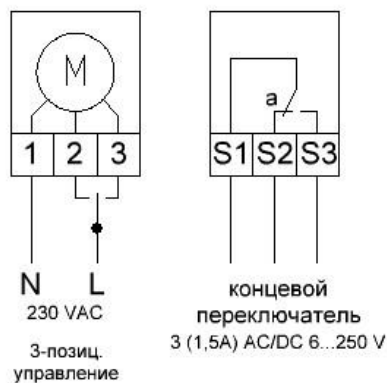 M
a
1 2 3
S1 S2 S3
N L
230 VAC
3-позиц.
управление
концевой
переключатель
3 (1,5A) AC/DC 6...250 V